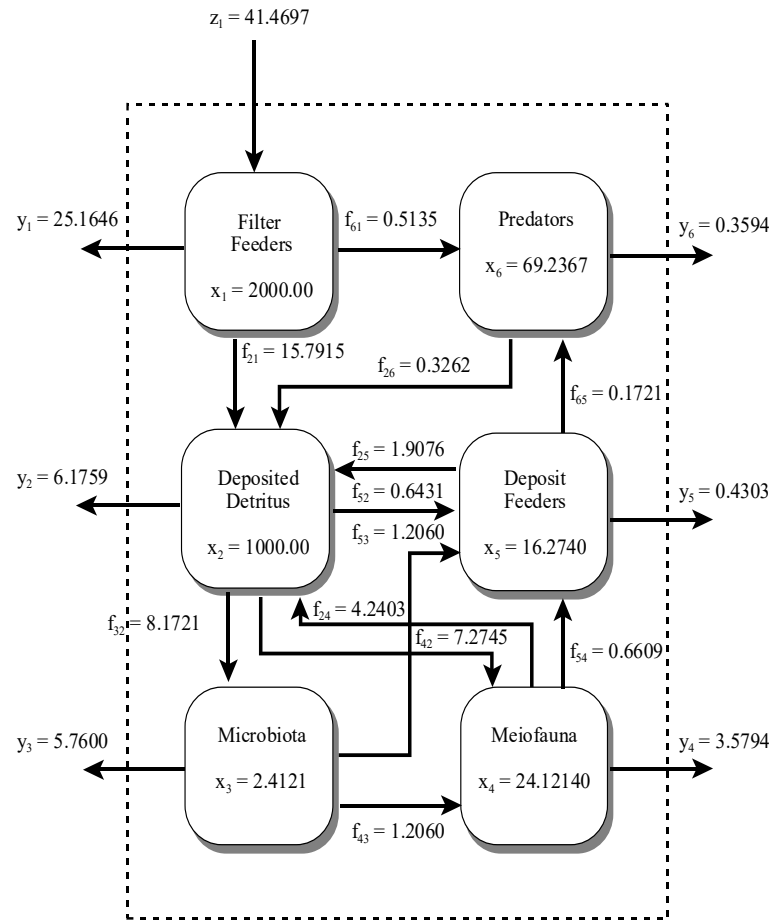 z₁ = 41.4697
y₁ = 25.1646
Filter
Feeders
x₁ = 2000.00
f₆₁ = 0.5135
Predators
x₆ = 69.2367
y₆ = 0.3594
f₂₁ = 15.7915
f₂₆ = 0.3262
f₆₅ = 0.1721
y₂ = 6.1759
Deposited
Detritus
x₂ = 1000.00
f₂₅ = 1.9076
f₅₂ = 0.6431
f₅₃ = 1.2060
Deposit
Feeders
x₅ = 16.2740
y₅ = 0.4303
f₃₂ = 8.1721
f₂₄ = 4.2403
f₄₂ = 7.2745
f₅₄ = 0.6609
y₃ = 5.7600
Microbiota
x₃ = 2.4121
Meiofauna
x₄ = 24.12140
y₄ = 3.5794
f₄₃ = 1.2060